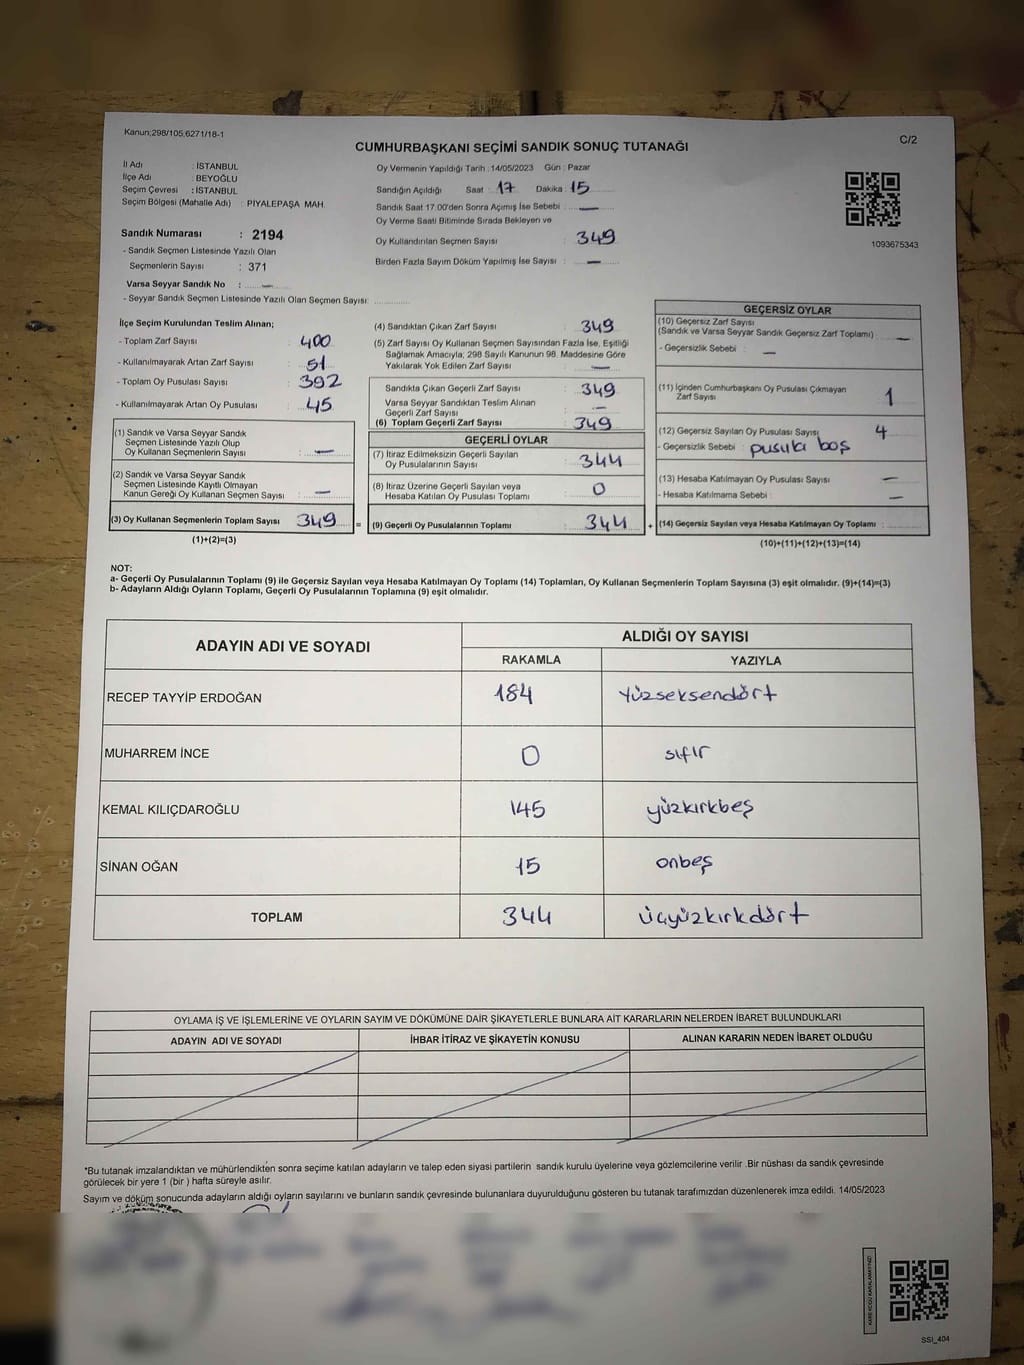 Kanun;298/105,6271/18-1
C/2
CUMHURBAŞKANI SEÇİMİ SANDIK SONUÇ TUTANAĞI
İl Adı : İSTANBUL
İlçe Adı : BEYOĞLU
Seçim Çevresi : İSTANBUL
Seçim Bölgesi (Mahalle Adı) : PİYALEPAŞA MAH.
Oy Vermenin Yapıldığı Tarih : 14/05/2023 Gün : Pazar
Sandığın Açıldığı Saat : 17 Dakika : 15
Sandık Saat 17:00'den Sonra Açımış İse Sebebi : —
Oy Verme Saati Bitiminde Sırada Bekleyen ve
Oy Kullandırılan Seçmen Sayısı : 349
Birden Fazla Sayım Döküm Yapılmış İse Sayısı : —
1093675343
Sandık Numarası : 2194
- Sandık Seçmen Listesinde Yazılı Olan
Seçmenlerin Sayısı : 371
Varsa Seyyar Sandık No : —
- Seyyar Sandık Seçmen Listesinde Yazılı Olan Seçmen Sayısı:
İlçe Seçim Kurulundan Teslim Alınan;
- Toplam Zarf Sayısı : 400
- Kullanılmayarak Artan Zarf Sayısı : 51
- Toplam Oy Pusulası Sayısı : 392
- Kullanılmayarak Artan Oy Pusulası : 45
(1) Sandık ve Varsa Seyyar Sandık
Seçmen Listesinde Yazılı Olup
Oy Kullanan Seçmenlerin Sayısı : —
(2) Sandık ve Varsa Seyyar Sandık
Seçmen Listesinde Kayıtlı Olmayan
Kanun Gereği Oy Kullanan Seçmen Sayısı : —
(3) Oy Kullanan Seçmenlerin Toplam Sayısı : 349 =
(1)+(2)=(3)
(4) Sandıktan Çıkan Zarf Sayısı : 349
(5) Zarf Sayısı Oy Kullanan Seçmen Sayısından Fazla İse, Eşitliği
Sağlamak Amacıyla, 298 Sayılı Kanunun 98. Maddesine Göre
Yakılarak Yok Edilen Zarf Sayısı : —
Sandıkta Çıkan Geçerli Zarf Sayısı : 349
Varsa Seyyar Sandıktan Teslim Alınan
Geçerli Zarf Sayısı : —
(6) Toplam Geçerli Zarf Sayısı : 349
GEÇERLİ OYLAR
(7) İtiraz Edilmeksizin Geçerli Sayılan
Oy Pusulalarının Sayısı : 344
(8) İtiraz Üzerine Geçerli Sayılan veya
Hesaba Katılan Oy Pusulası Toplamı : 0
(9) Geçerli Oy Pusulalarının Toplamı : 344 +
GEÇERSİZ OYLAR
(10) Geçersiz Zarf Sayısı
(Sandık ve Varsa Seyyar Sandık Geçersiz Zarf Toplamı) : —
- Geçersizlik Sebebi : —
(11) İçinden Cumhurbaşkanı Oy Pusulası Çıkmayan
Zarf Sayısı : 1
(12) Geçersiz Sayılan Oy Pusulası Sayısı : 4
- Geçersizlik Sebebi : pusula boş
(13) Hesaba Katılmayan Oy Pusulası Sayısı : —
- Hesaba Katılmama Sebebi : —
(14) Geçersiz Sayılan veya Hesaba Katılmayan Oy Toplamı :
(10)+(11)+(12)+(13)=(14)
NOT:
a- Geçerli Oy Pusulalarının Toplamı (9) ile Geçersiz Sayılan veya Hesaba Katılmayan Oy Toplamı (14) Toplamları, Oy Kullanan Seçmenlerin Toplam Sayısına (3) eşit olmalıdır. (9)+(14)=(3)
b- Adayların Aldığı Oyların Toplamı, Geçerli Oy Pusulalarının Toplamına (9) eşit olmalıdır.
ADAYIN ADI VE SOYADI
ALDIĞI OY SAYISI
RAKAMLA YAZIYLA
RECEP TAYYİP ERDOĞAN 184 Yüzseksendört
MUHARREM İNCE 0 sıfır
KEMAL KILIÇDAROĞLU 145 yüzkırkbeş
SİNAN OĞAN 15 onbeş
TOPLAM 344 üçyüzkırkdört
OYLAMA İŞ VE İŞLEMLERİNE VE OYLARIN SAYIM VE DÖKÜMÜNE DAİR ŞİKAYETLERLE BUNLARA AİT KARARLARIN NELERDEN İBARET BULUNDUKLARI
ADAYIN ADI VE SOYADI İHBAR İTİRAZ VE ŞİKAYETİN KONUSU ALINAN KARARIN NEDEN İBARET OLDUĞU
*Bu tutanak imzalandıktan ve mühürlendikten sonra seçime katılan adayların ve talep eden siyasi partilerin sandık kurulu üyelerine veya gözlemcilerine verilir .Bir nüshası da sandık çevresinde
görülecek bir yere 1 (bir ) hafta süreyle asılır.
Sayım ve döküm sonucunda adayların aldığı oyların sayılarını ve bunların sandık çevresinde bulunanlara duyurulduğunu gösteren bu tutanak tarafımızdan düzenlenerek imza edildi. 14/05/2023
SSI_404